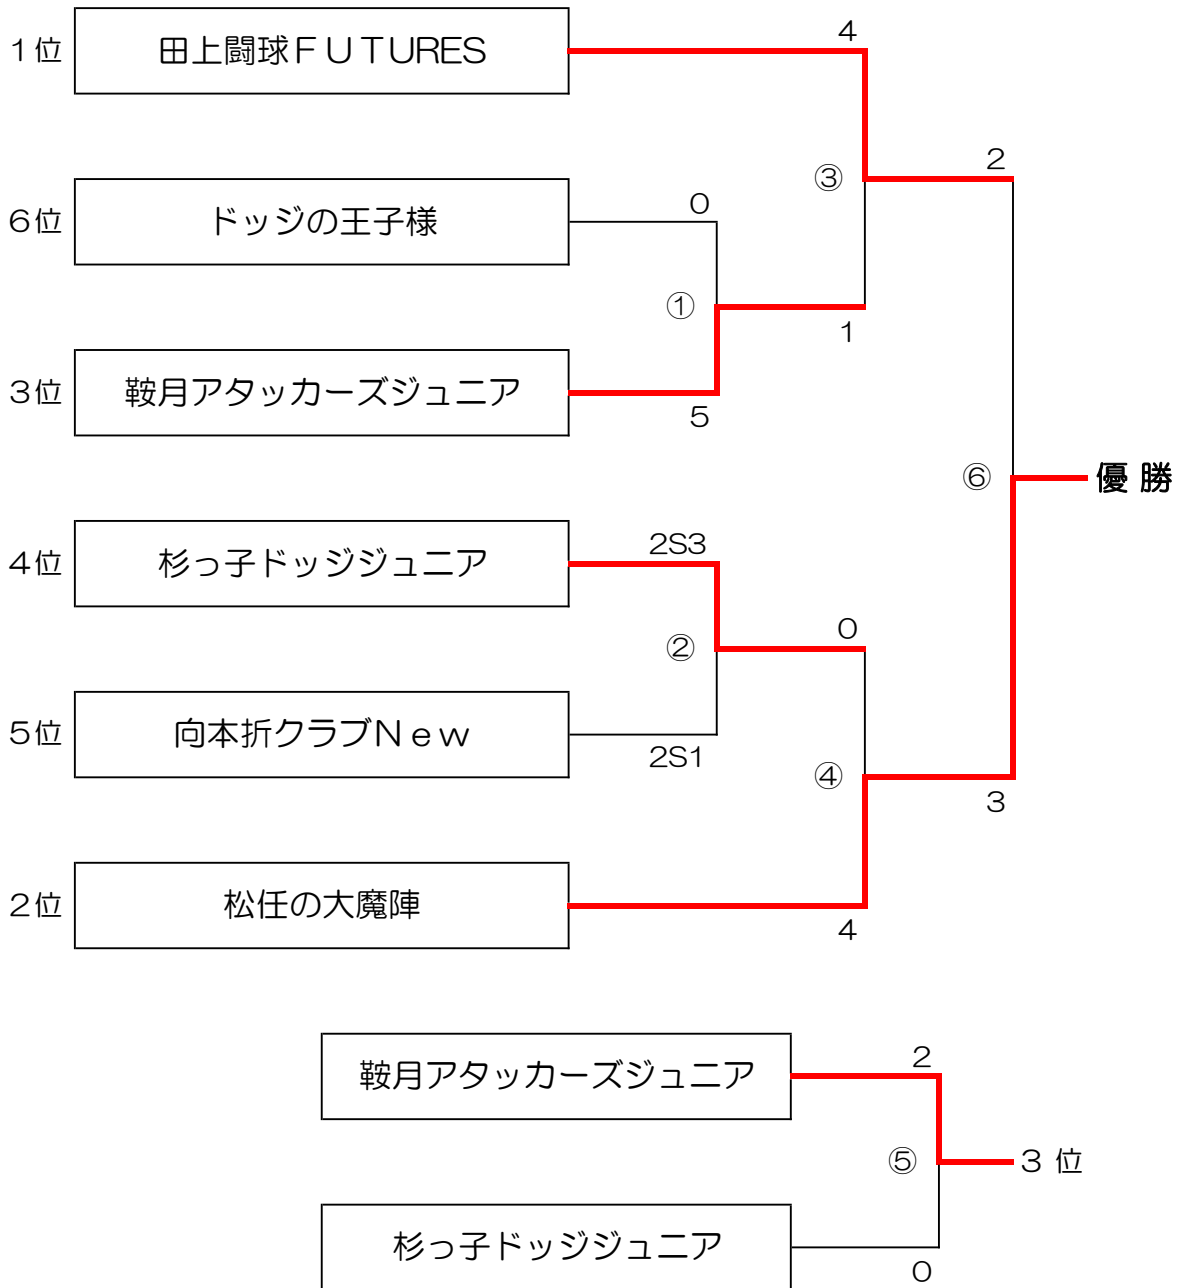 4
1位 田上闘球ＦＵＴURES
2
③
6位 ドッジの王子様 0
①
1
3位 鞍月アタッカーズジュニア
5
⑥ 優 勝
4位 杉っ子ドッジジュニア 2S3
0
②
5位 向本折クラブＮｅｗ
2S1
④
3
2位 松任の大魔陣
4
鞍月アタッカーズジュニア 2
⑤ 3 位
杉っ子ドッジジュニア
0